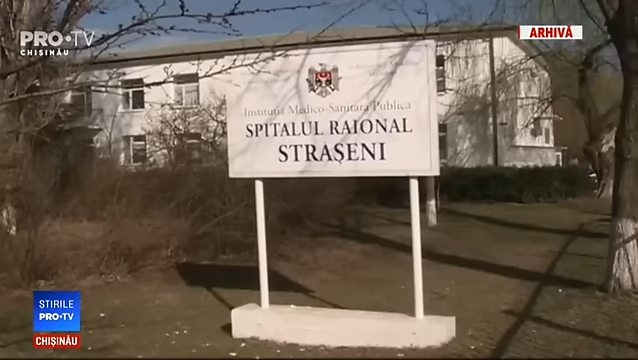 PRO•TV
CHIȘINĂU
ARHIVĂ
Instituția Medico-Sanitară Publică
SPITALUL RAIONAL
STRAȘENI
ȘTIRILE
PRO•TV
CHIȘINĂU